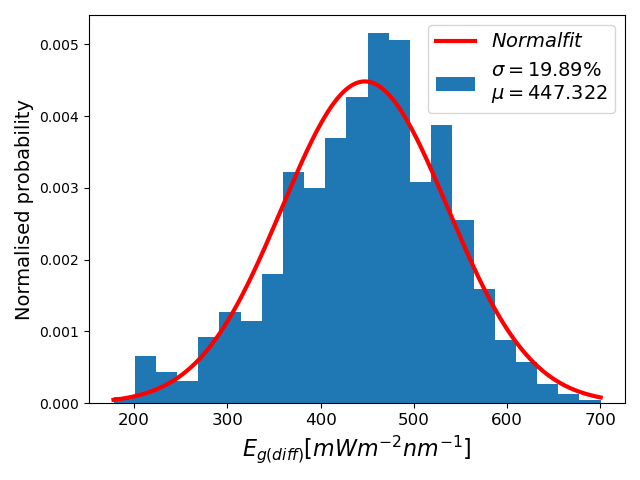 0.005
0.004
0.003
0.002
0.001
0.000
Normalised probability
Normalfit
σ = 19.89%
μ = 447.322
200 300 400 500 600 700
E_{g(diff)}[mWm^{-2}nm^{-1}]